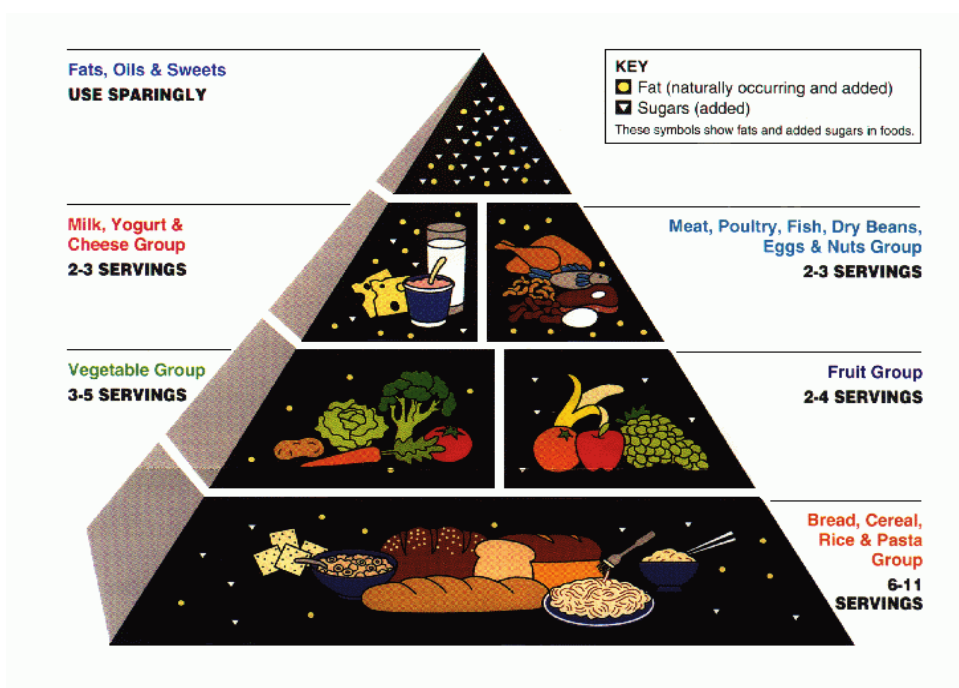 Fats, Oils & Sweets
USE SPARINGLY
KEY
Fat (naturally occurring and added)
Sugars (added)
These symbols show fats and added sugars in foods.
Milk, Yogurt &
Cheese Group
2-3 SERVINGS
Meat, Poultry, Fish, Dry Beans,
Eggs & Nuts Group
2-3 SERVINGS
Vegetable Group
3-5 SERVINGS
Fruit Group
2-4 SERVINGS
Bread, Cereal,
Rice & Pasta
Group
6-11
SERVINGS